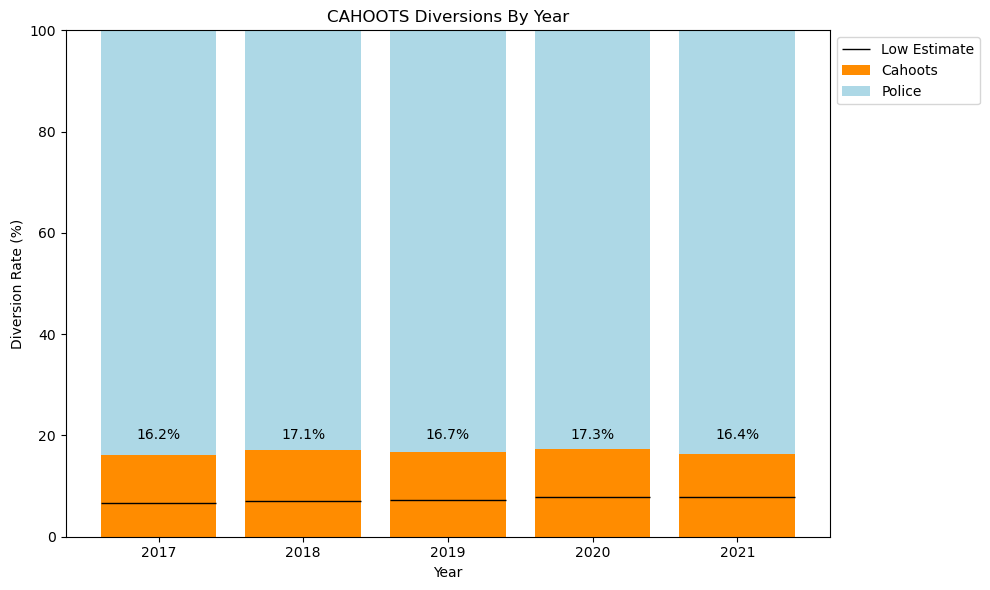 CAHOOTS Diversions By Year
100
80
60
40
20
0
Diversion Rate (%)
16.2%
17.1%
16.7%
17.3%
16.4%
2017
2018
2019
2020
2021
Year
Low Estimate
Cahoots
Police